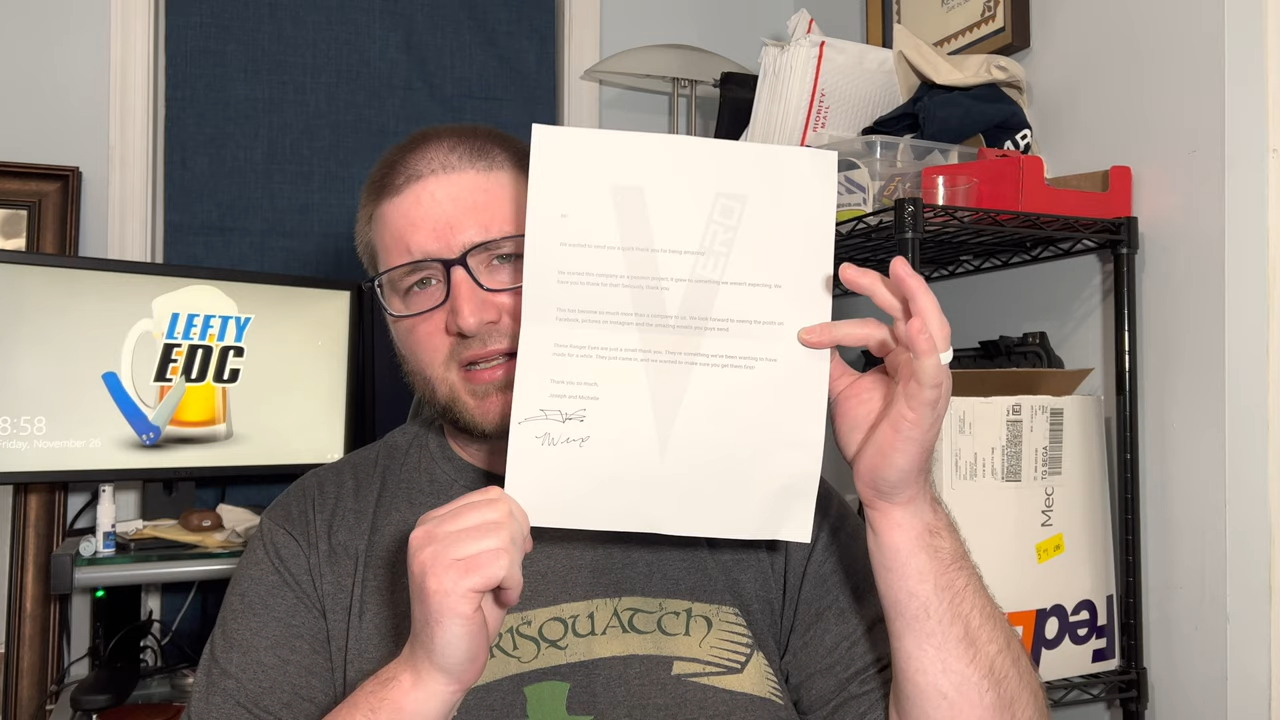 LEFTY
EDC
8:58
Friday, November 26
PRIORITY
MAIL
VERO
We wanted to send you a quick thank you for being amazing!
We started this company as a passion project, it grew to something we weren't expecting. We
have you to thank for that! Seriously, thank you.
This has become so much more than a company to us. We look forward to seeing the posts on
Facebook, pictures on Instagram and the amazing emails you guys send.
These Ranger Eyes are just a small thank you. They're something we've been wanting to have
made for a while. They just came in, and we wanted to make sure you get them first!
Thank you so much,
Joseph and Michelle
RISQUATCH
TG SEGA
Med
FedE